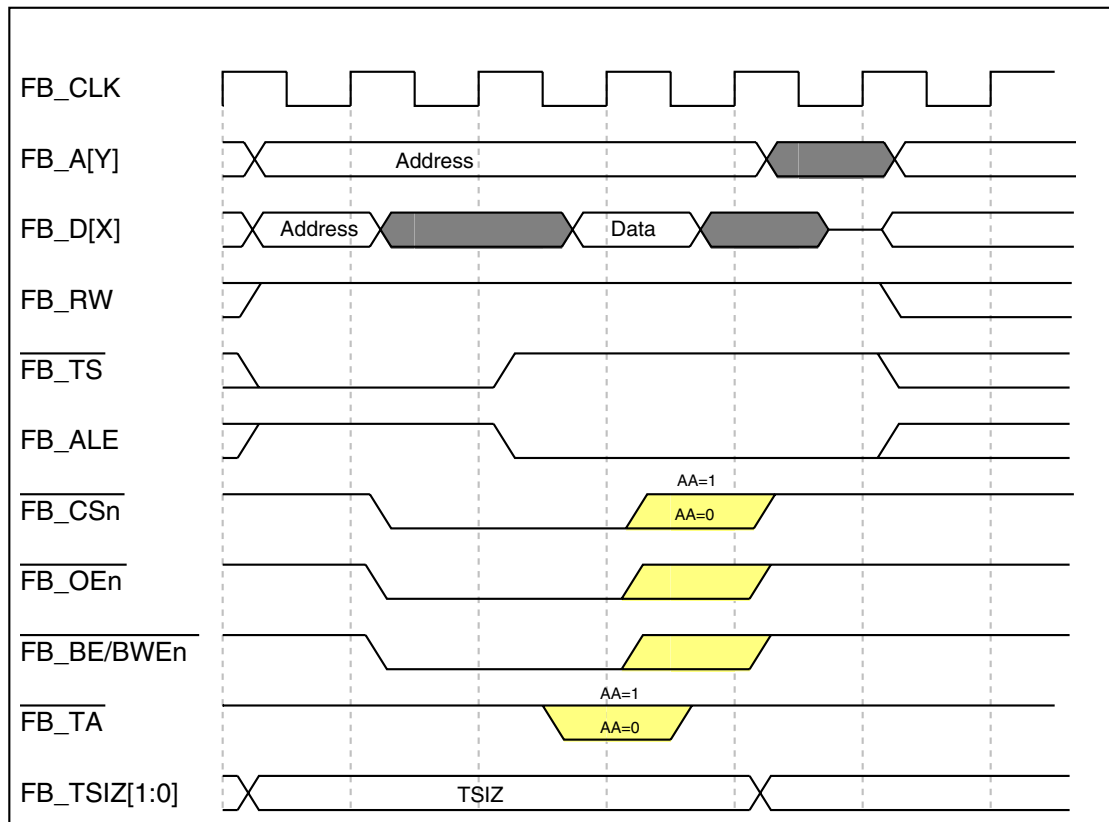 FB_CLK
FB_A[Y]
Address
FB_D[X]
Address
Data
FB_RW
FB_TS
FB_ALE
AA=1
FB_CSn
AA=0
FB_OEn
FB_BE/BWEn
AA=1
FB_TA
AA=0
FB_TSIZ[1:0]
TSIZ